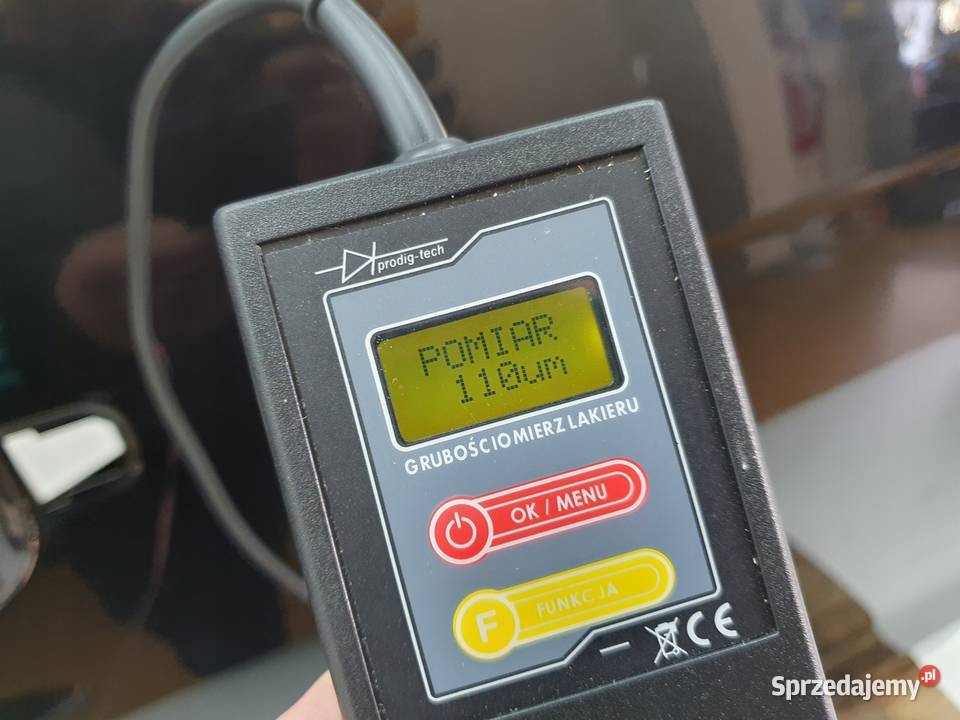 prodig-tech
POMIAR
110um
GRUBOŚCIOMIERZ LAKIERU
OK / MENU
F FUNKCJA
CE
Sprzedajemy.pl